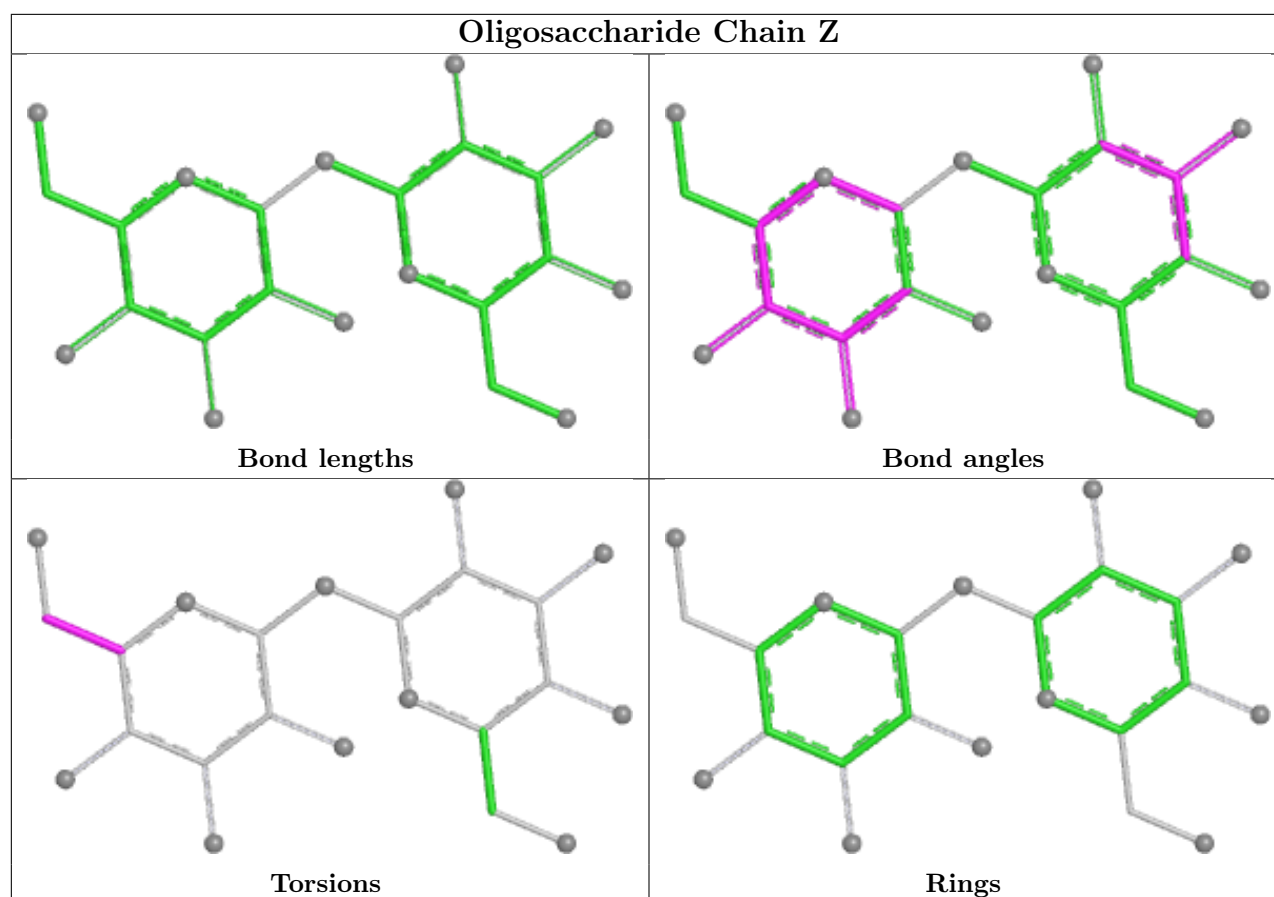 Oligosaccharide Chain Z
Bond lengths
Bond angles
Torsions
Rings